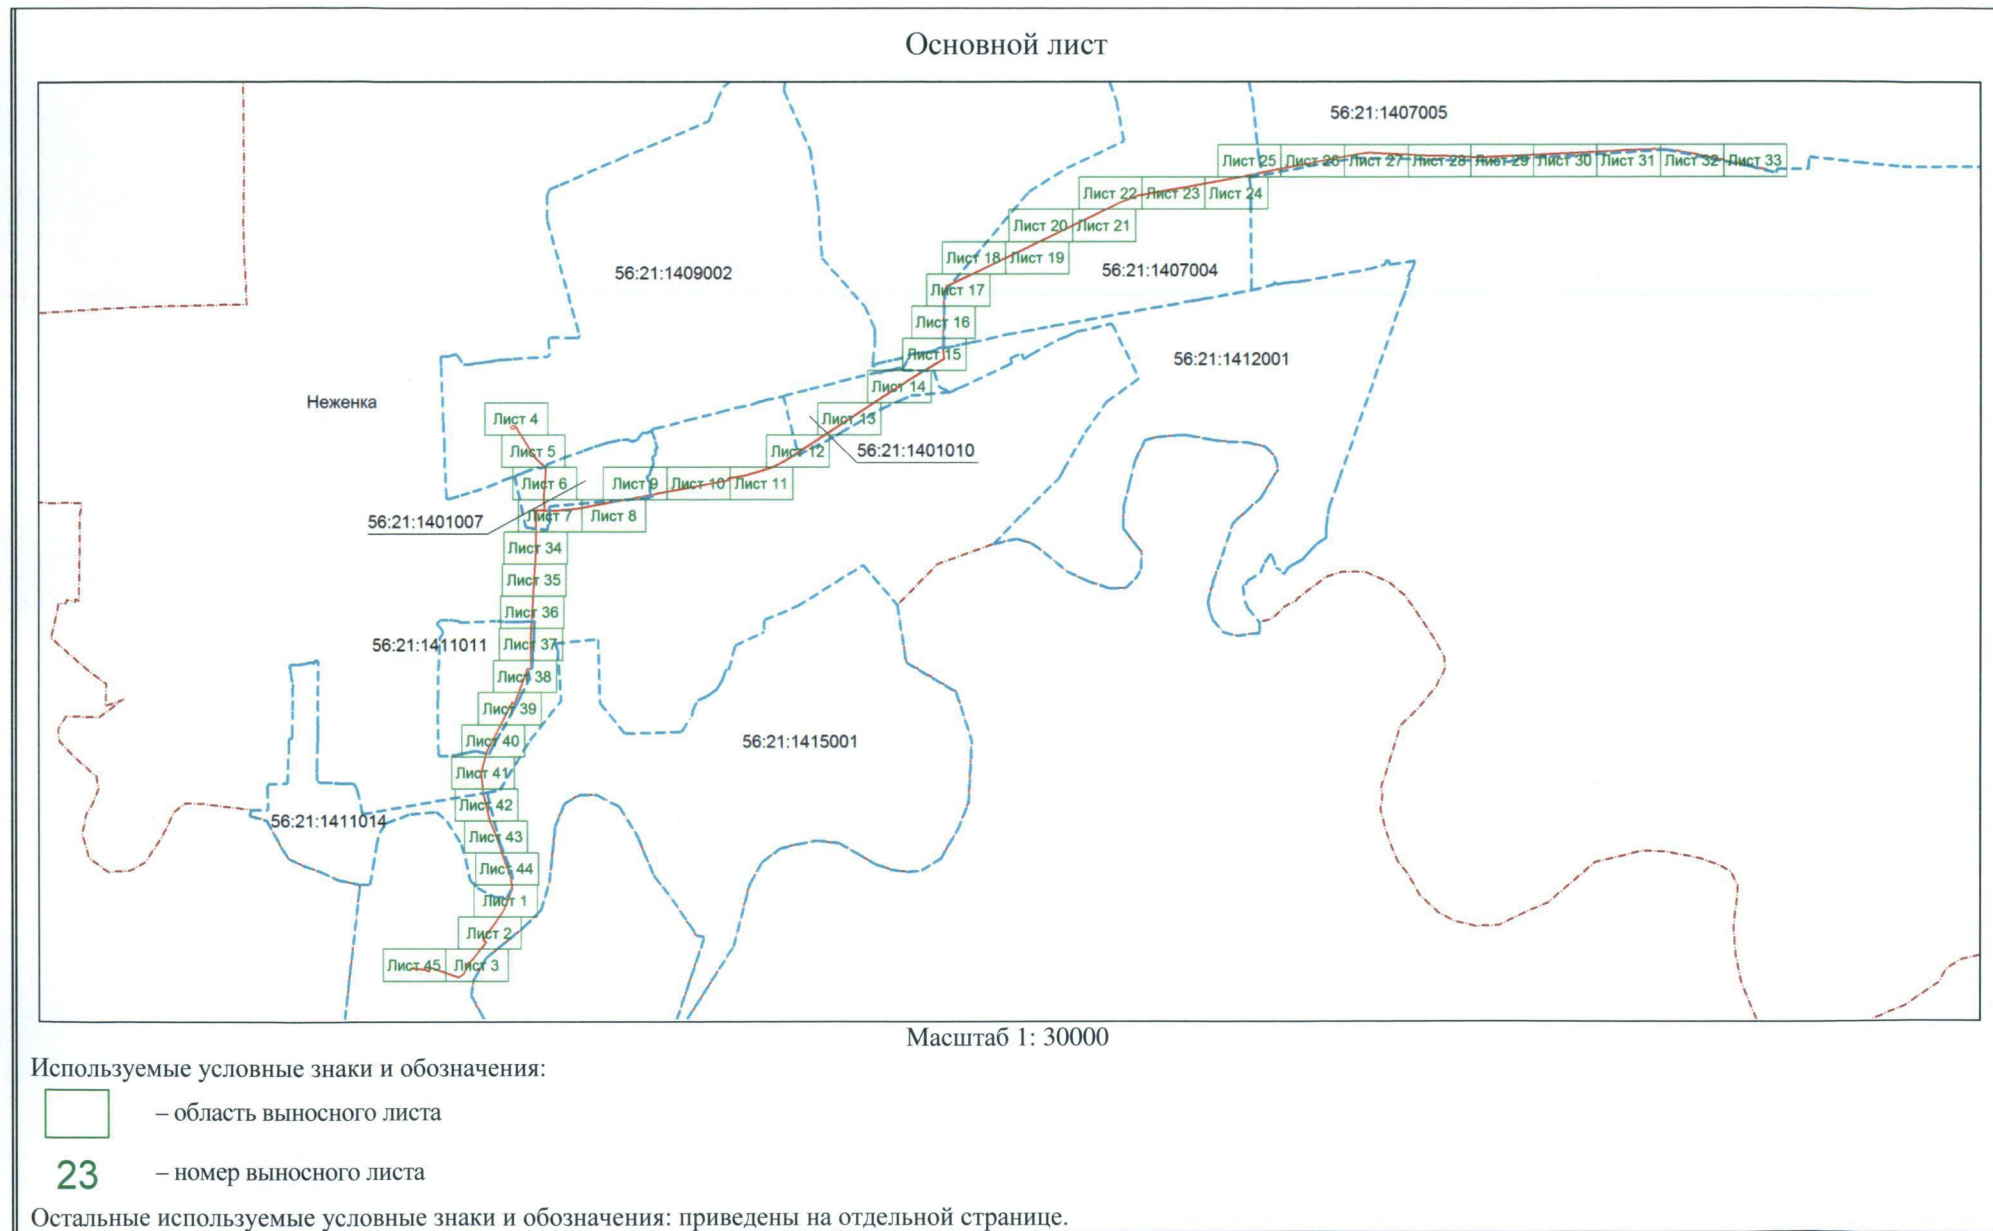 Основной лист
56:21:1407005
Лист 25 Лист 26 Лист 27 Лист 28 Лист 29 Лист 30 Лист 31 Лист 32 Лист 33
Лист 22 Лист 23 Лист 24
Лист 20 Лист 21
Лист 18 Лист 19
56:21:1409002
56:21:1407004
Лист 17
Лист 16
Лист 15
56:21:1412001
Лист 14
Неженка
Лист 4
Лист 13
Лист 5
Лист 12
56:21:1401010
Лист 6
Лист 9 Лист 10 Лист 11
56:21:1401007
Лист 7 Лист 8
Лист 34
Лист 35
Лист 36
56:21:1411011
Лист 37
Лист 38
Лист 39
Лист 40
56:21:1415001
Лист 41
Лист 42
56:21:1411014
Лист 43
Лист 44
Лист 1
Лист 2
Лист 45 Лист 3
Масштаб 1: 30000
Используемые условные знаки и обозначения:
– область выносного листа
23 – номер выносного листа
Остальные используемые условные знаки и обозначения: приведены на отдельной странице.